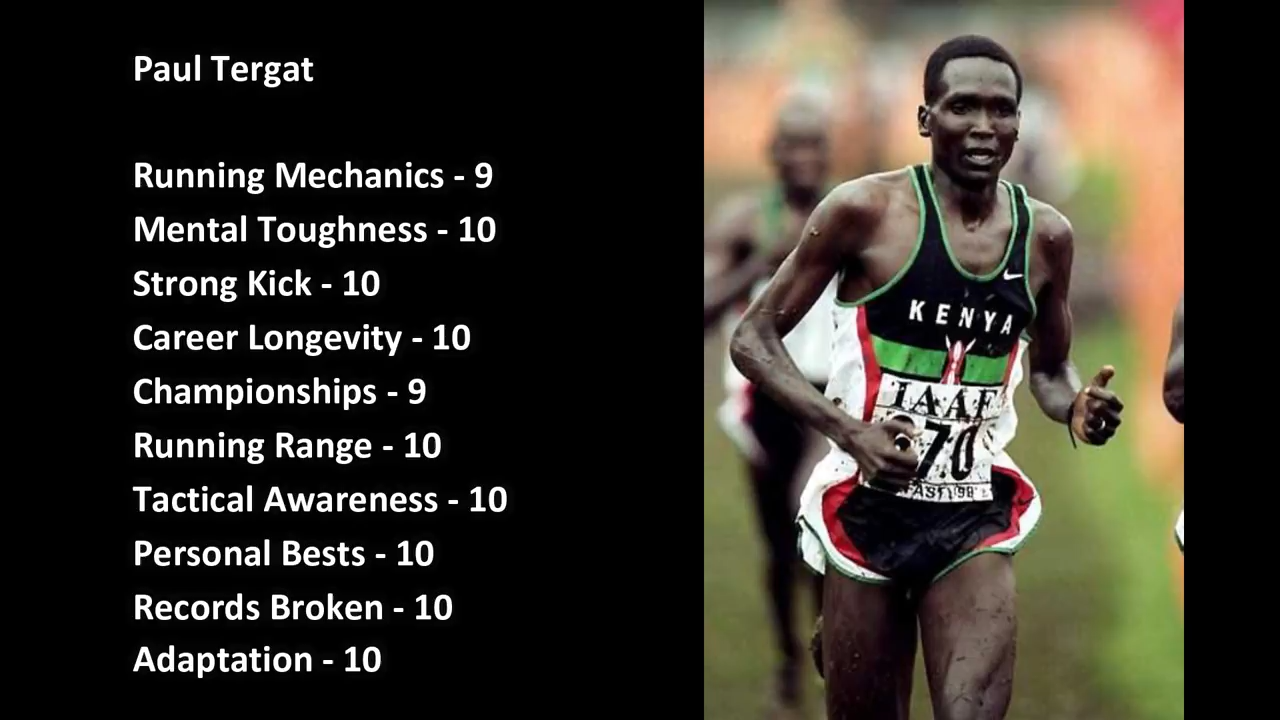 Paul Tergat
Running Mechanics - 9
Mental Toughness - 10
Strong Kick - 10
Career Longevity - 10
Championships - 9
Running Range - 10
Tactical Awareness - 10
Personal Bests - 10
Records Broken - 10
Adaptation - 10
KENYA
IAAF
70